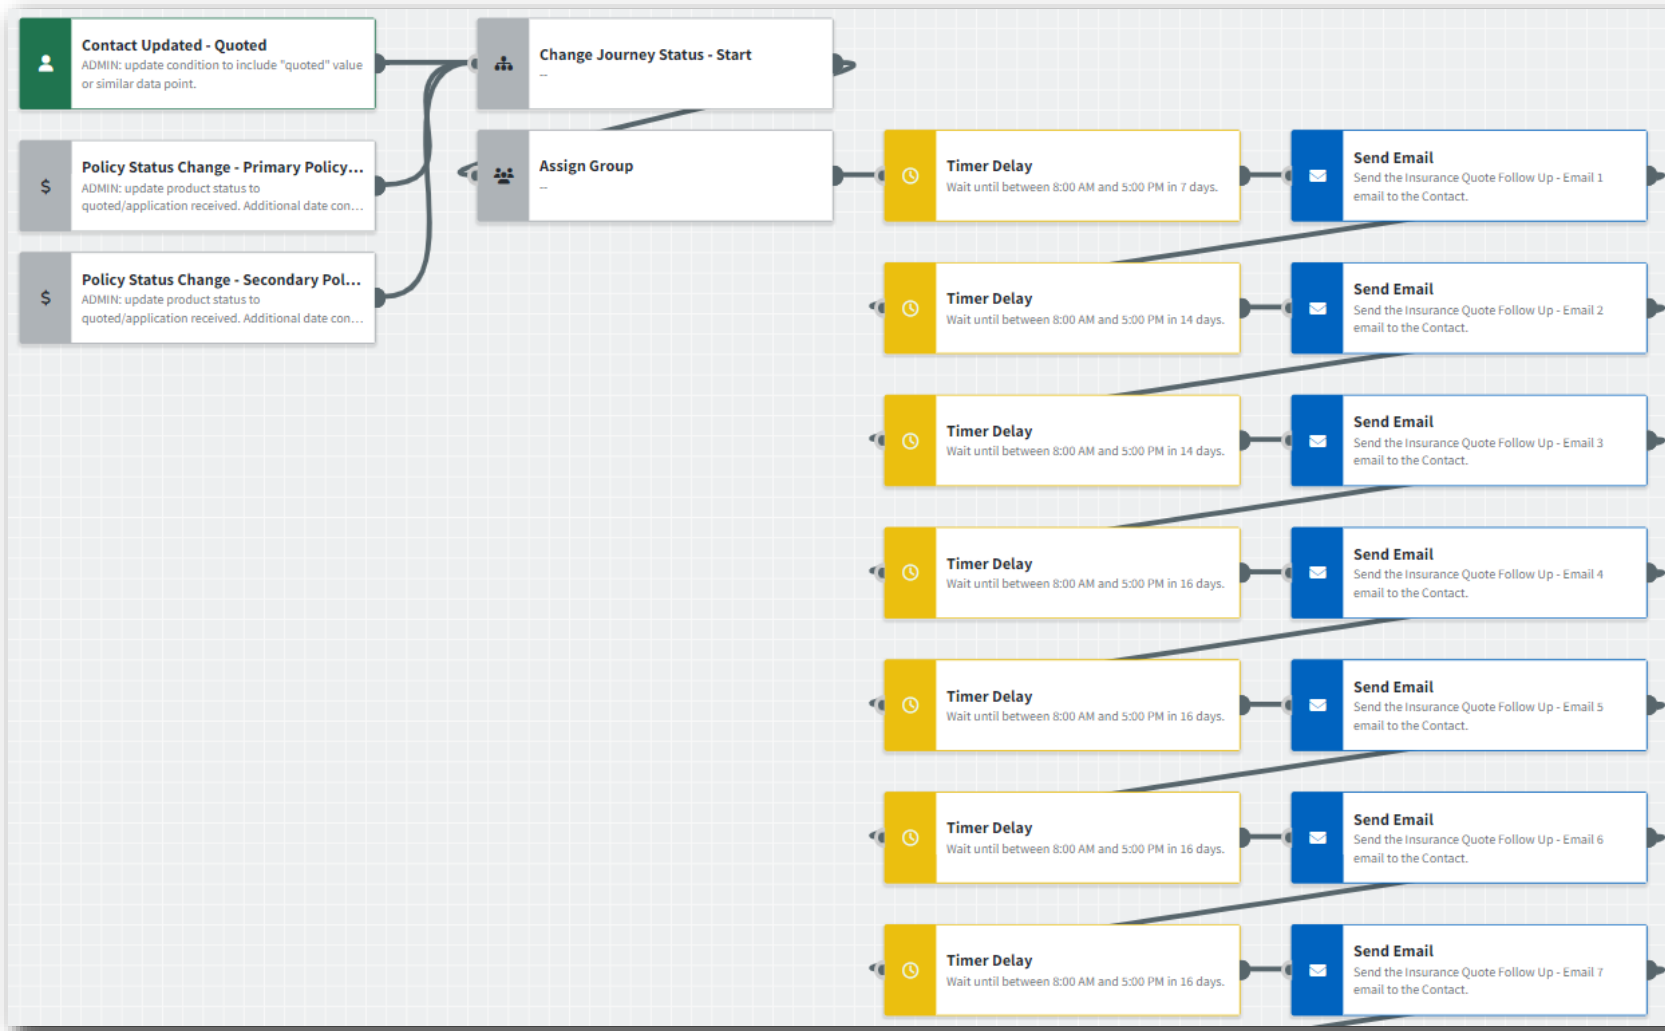 Contact Updated - Quoted
ADMIN: update condition to include "quoted" value
or similar data point.
Policy Status Change - Primary Policy...
ADMIN: update product status to
quoted/application received. Additional date con...
Policy Status Change - Secondary Pol...
ADMIN: update product status to
quoted/application received. Additional date con...
Change Journey Status - Start
--
Assign Group
--
Timer Delay
Wait until between 8:00 AM and 5:00 PM in 7 days.
Send Email
Send the Insurance Quote Follow Up - Email 1
email to the Contact.
Timer Delay
Wait until between 8:00 AM and 5:00 PM in 14 days.
Send Email
Send the Insurance Quote Follow Up - Email 2
email to the Contact.
Timer Delay
Wait until between 8:00 AM and 5:00 PM in 14 days.
Send Email
Send the Insurance Quote Follow Up - Email 3
email to the Contact.
Timer Delay
Wait until between 8:00 AM and 5:00 PM in 16 days.
Send Email
Send the Insurance Quote Follow Up - Email 4
email to the Contact.
Timer Delay
Wait until between 8:00 AM and 5:00 PM in 16 days.
Send Email
Send the Insurance Quote Follow Up - Email 5
email to the Contact.
Timer Delay
Wait until between 8:00 AM and 5:00 PM in 16 days.
Send Email
Send the Insurance Quote Follow Up - Email 6
email to the Contact.
Timer Delay
Wait until between 8:00 AM and 5:00 PM in 16 days.
Send Email
Send the Insurance Quote Follow Up - Email 7
email to the Contact.